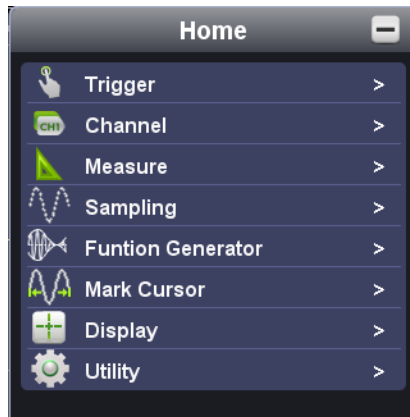 Home
Trigger >
CH1 Channel >
Measure >
Sampling >
Funtion Generator >
Mark Cursor >
Display >
Utility >